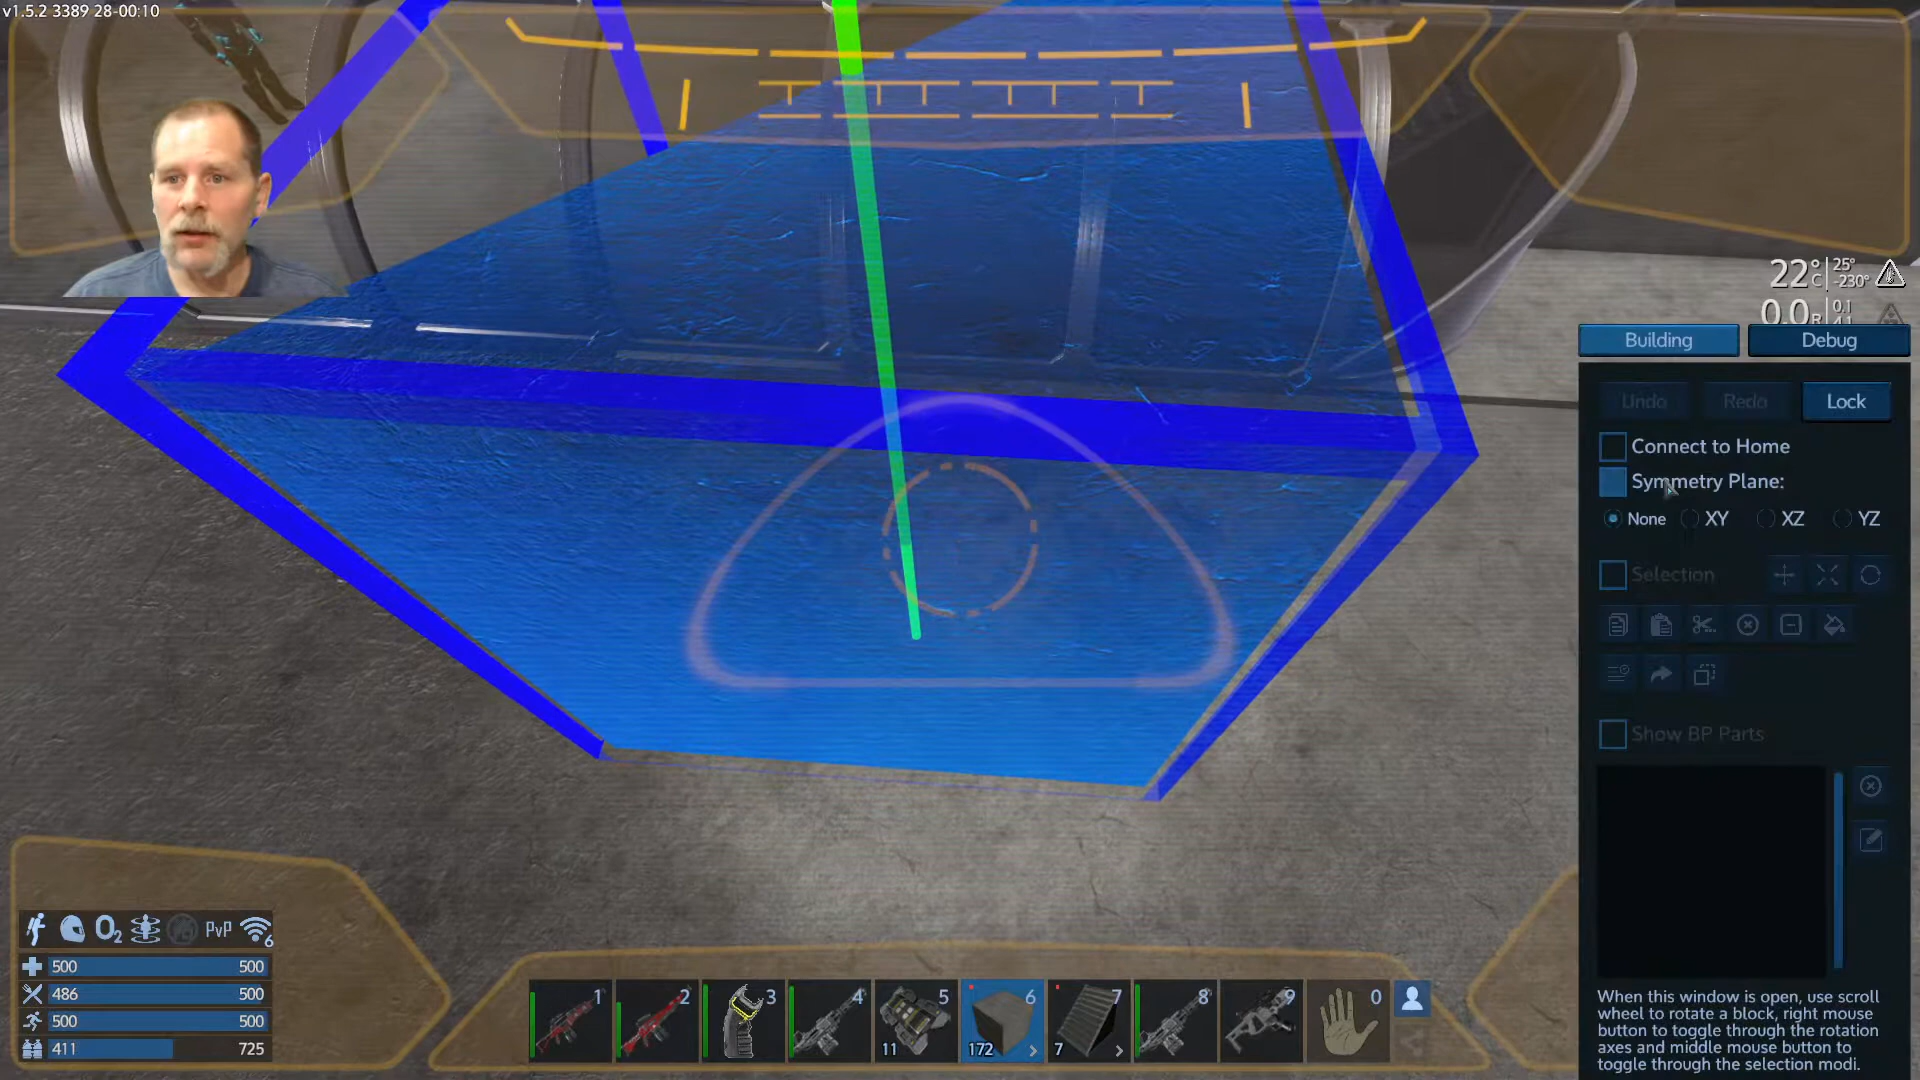 v1.5.2 3389 28-00:10
22°C 25° -230°
0.0R 0.1
Building Debug
Undo Redo Lock
Connect to Home
Symmetry Plane:
None XY XZ YZ
Selection
Show BP Parts
When this window is open, use scroll
wheel to rotate a block, right mouse
button to toggle through the rotation
axes and middle mouse button to
toggle through the selection modi.
O2 PvP 6
500 500
486 500
500 500
411 725
1 2 3 4 5 6 7 8 9 0
11 172 7